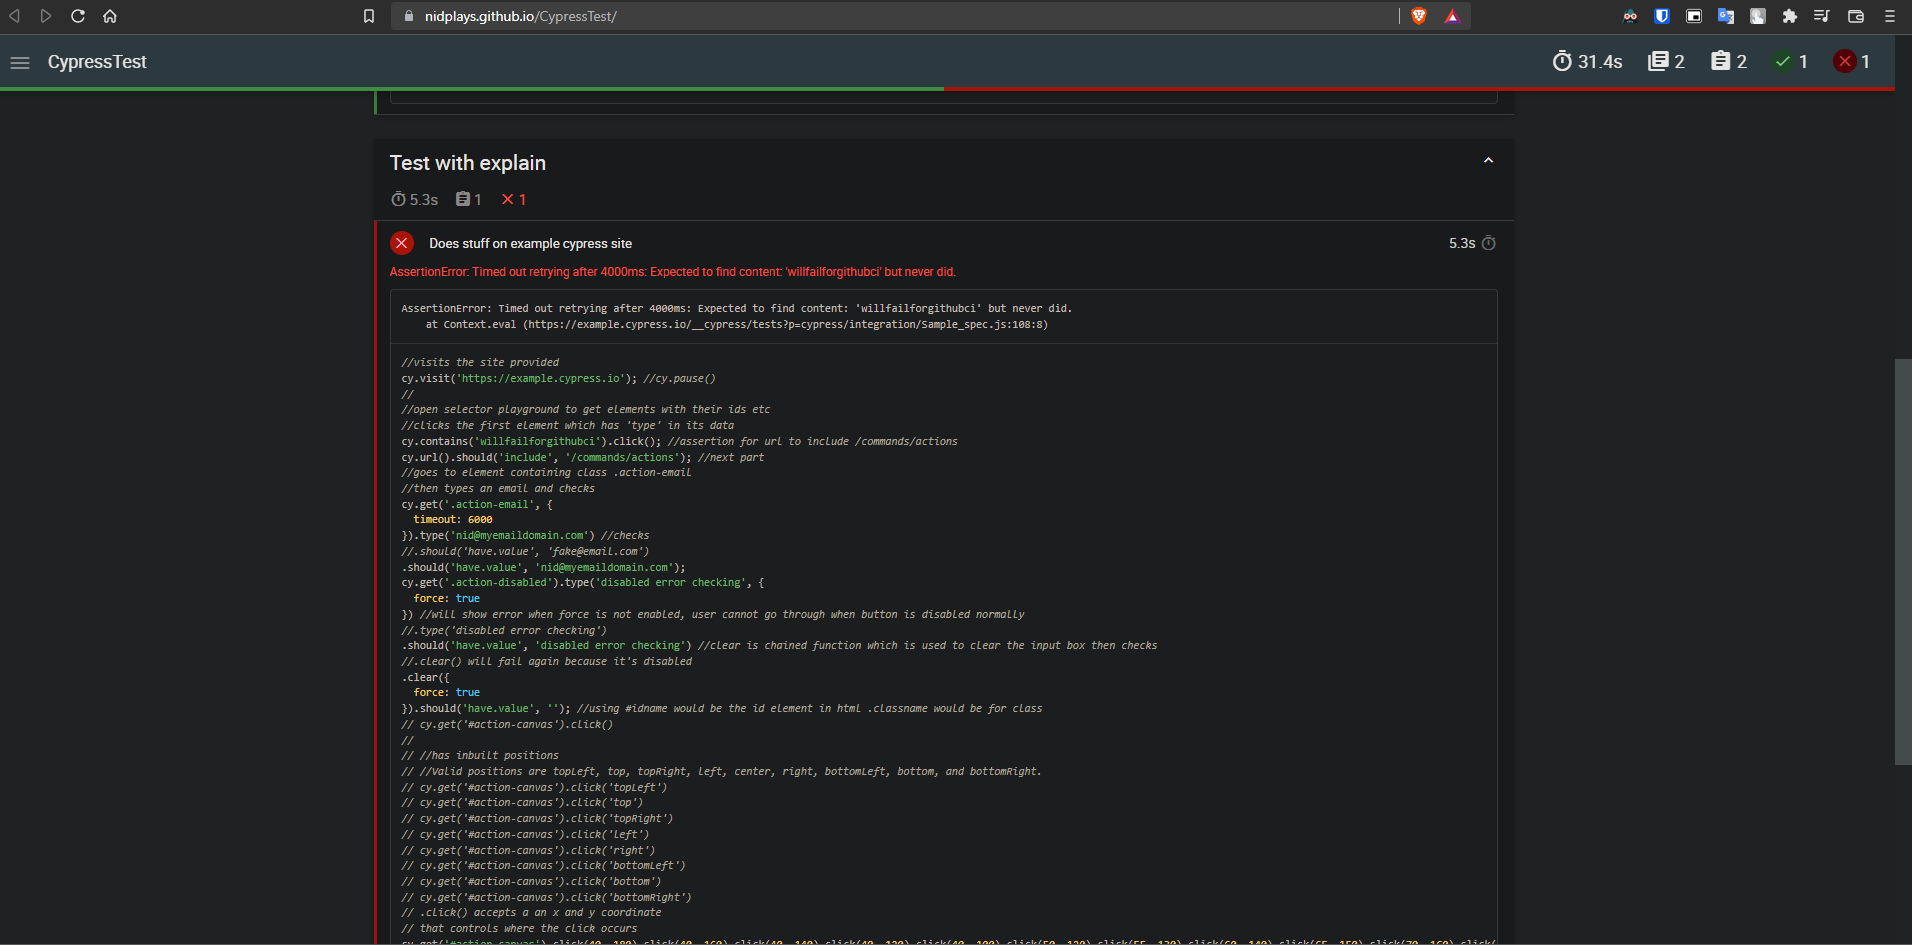 nidplays.github.io/CypressTest/
CypressTest
31.4s 2 2 1 1
Test with explain
5.3s 1 1
Does stuff on example cypress site
5.3s
AssertionError: Timed out retrying after 4000ms: Expected to find content: 'willfailforgithubci' but never did.
AssertionError: Timed out retrying after 4000ms: Expected to find content: 'willfailforgithubci' but never did.
    at Context.eval (https://example.cypress.io/__cypress/tests?p=cypress/integration/Sample_spec.js:108:8)
//visits the site provided
cy.visit('https://example.cypress.io'); //cy.pause()
//
//open selector playground to get elements with their ids etc
//clicks the first element which has 'type' in its data
cy.contains('willfailforgithubci').click(); //assertion for url to include /commands/actions
cy.url().should('include', '/commands/actions'); //next part
//goes to element containing class .action-email
//then types an email and checks
cy.get('.action-email', {
  timeout: 6000
}).type('nid@myemaildomain.com') //checks
//.should('have.value', 'fake@email.com')
.should('have.value', 'nid@myemaildomain.com');
cy.get('.action-disabled').type('disabled error checking', {
  force: true
}) //will show error when force is not enabled, user cannot go through when button is disabled normally
//.type('disabled error checking')
.should('have.value', 'disabled error checking') //clear is chained function which is used to clear the input box then checks
//.clear() will fail again because it's disabled
.clear({
  force: true
}).should('have.value', ''); //using #idname would be the id element in html .classname would be for class
// cy.get('#action-canvas').click()
//
// //has inbuilt positions
// //Valid positions are topLeft, top, topRight, left, center, right, bottomLeft, bottom, and bottomRight.
// cy.get('#action-canvas').click('topLeft')
// cy.get('#action-canvas').click('top')
// cy.get('#action-canvas').click('topRight')
// cy.get('#action-canvas').click('left')
// cy.get('#action-canvas').click('right')
// cy.get('#action-canvas').click('bottomLeft')
// cy.get('#action-canvas').click('bottom')
// cy.get('#action-canvas').click('bottomRight')
// .click() accepts a an x and y coordinate
// that controls where the click occurs